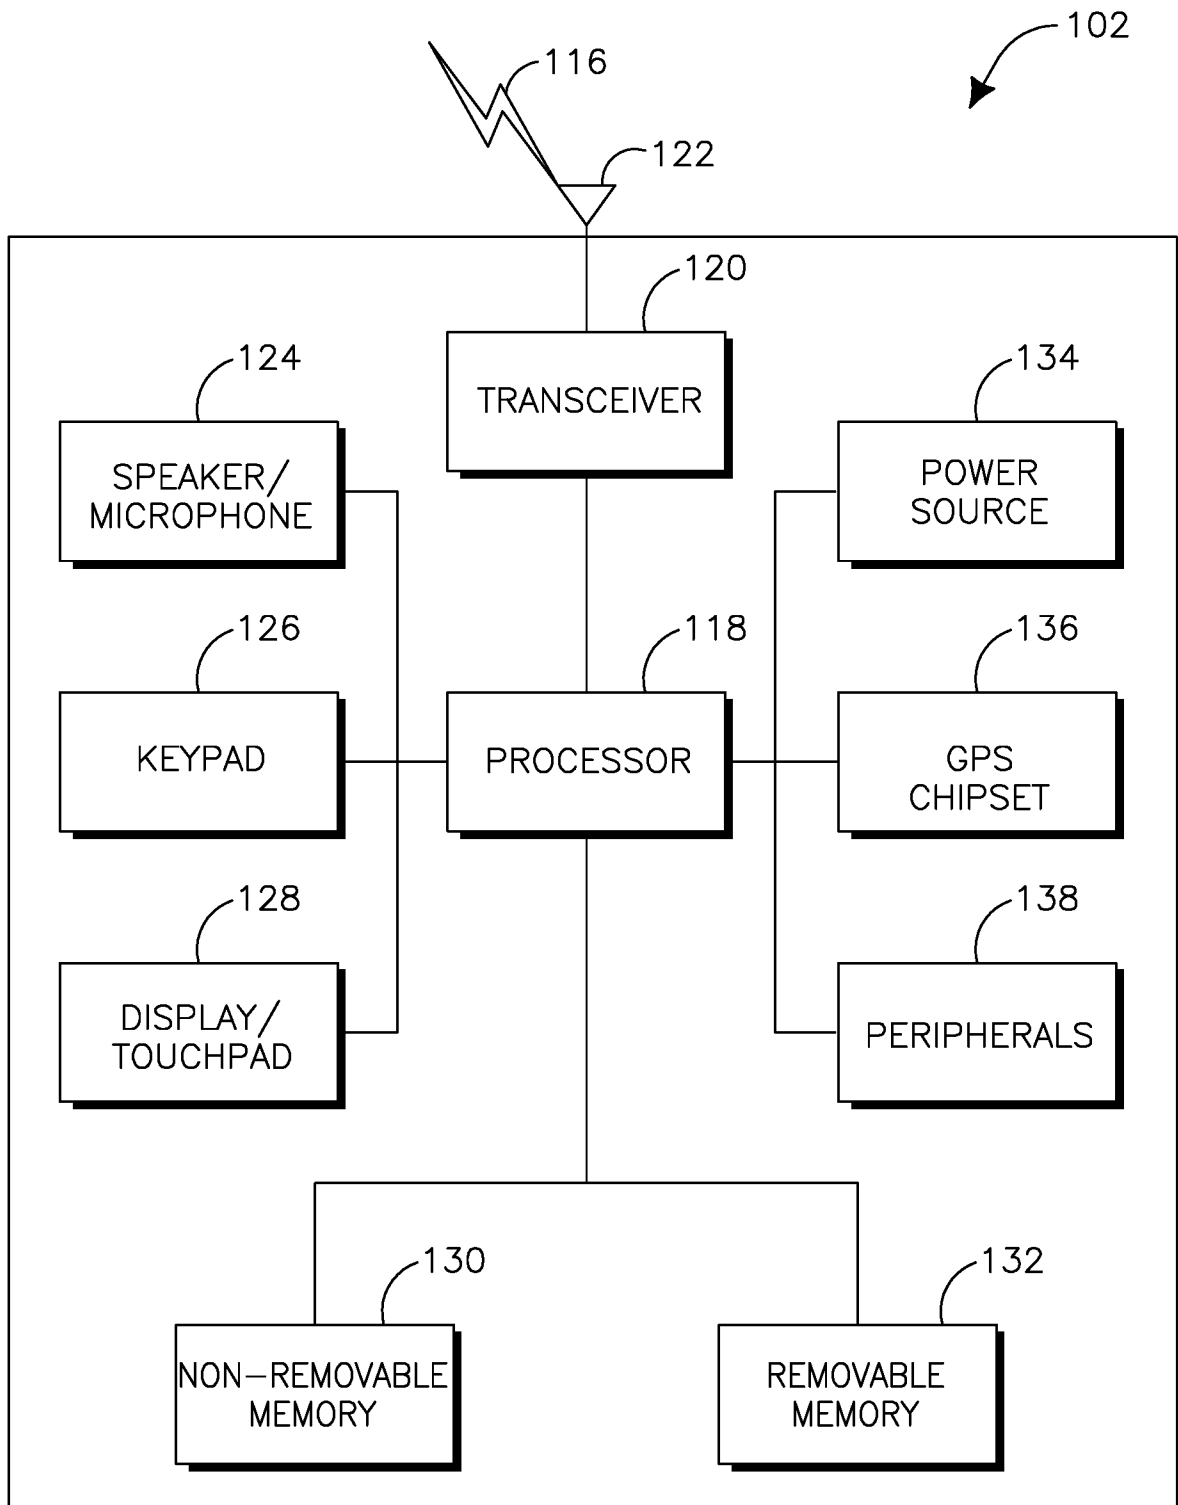 102
116
122
120
TRANSCEIVER
124
SPEAKER/
MICROPHONE
134
POWER
SOURCE
126
KEYPAD
118
PROCESSOR
136
GPS
CHIPSET
128
DISPLAY/
TOUCHPAD
138
PERIPHERALS
130
NON-REMOVABLE
MEMORY
132
REMOVABLE
MEMORY